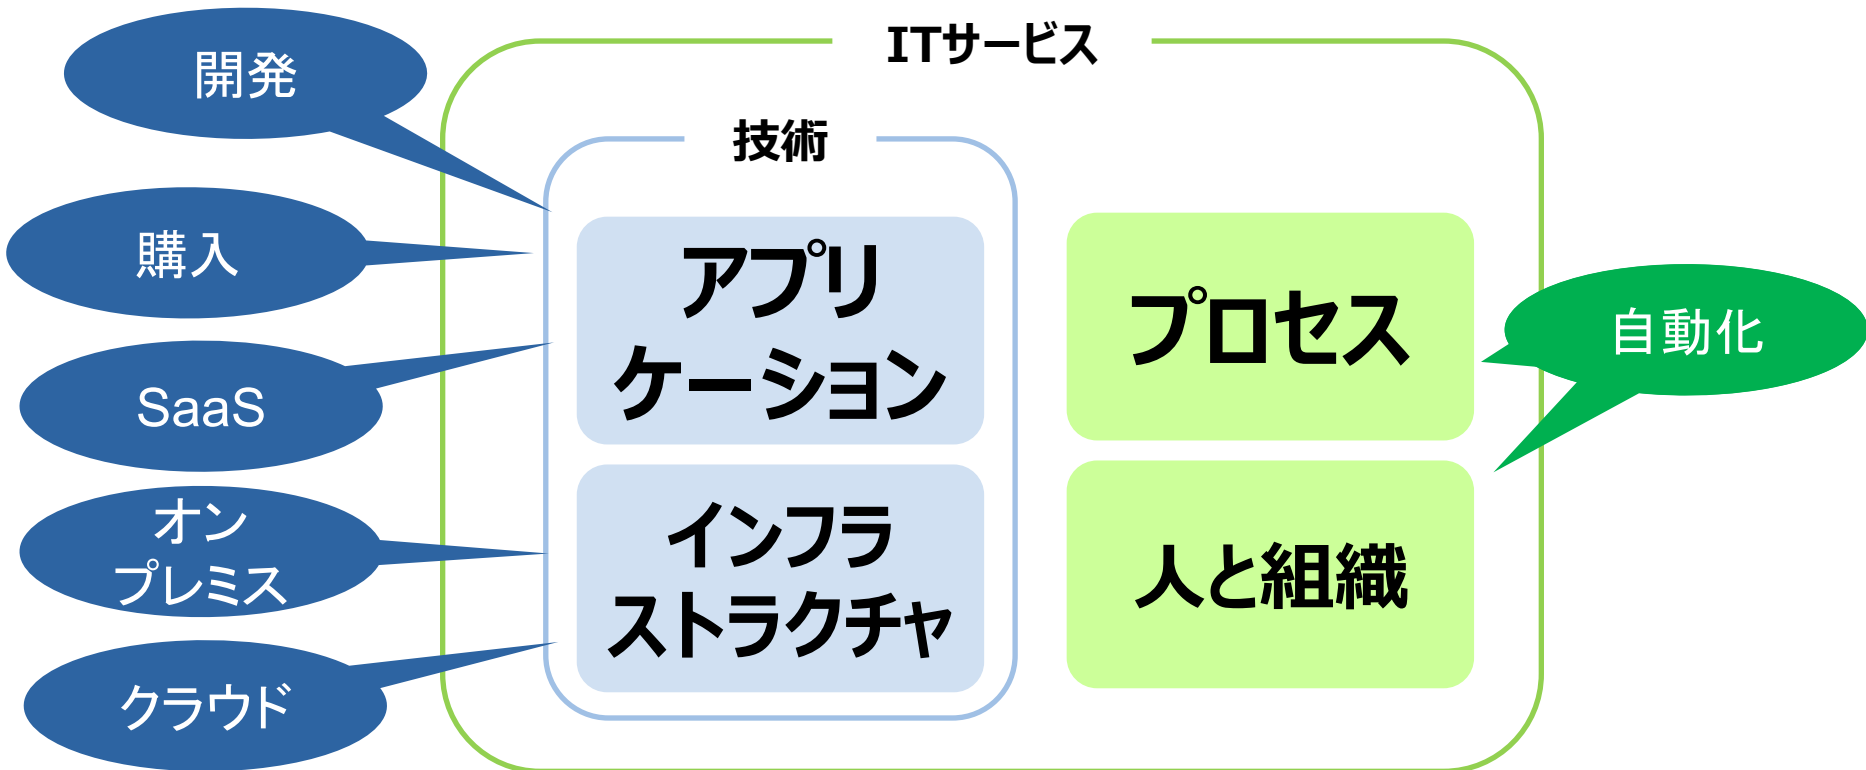 ITサービス
開発
技術
購入
SaaS
オン
プレミス
クラウド
アプリ
ケーション
インフラ
ストラクチャ
プロセス
人と組織
自動化